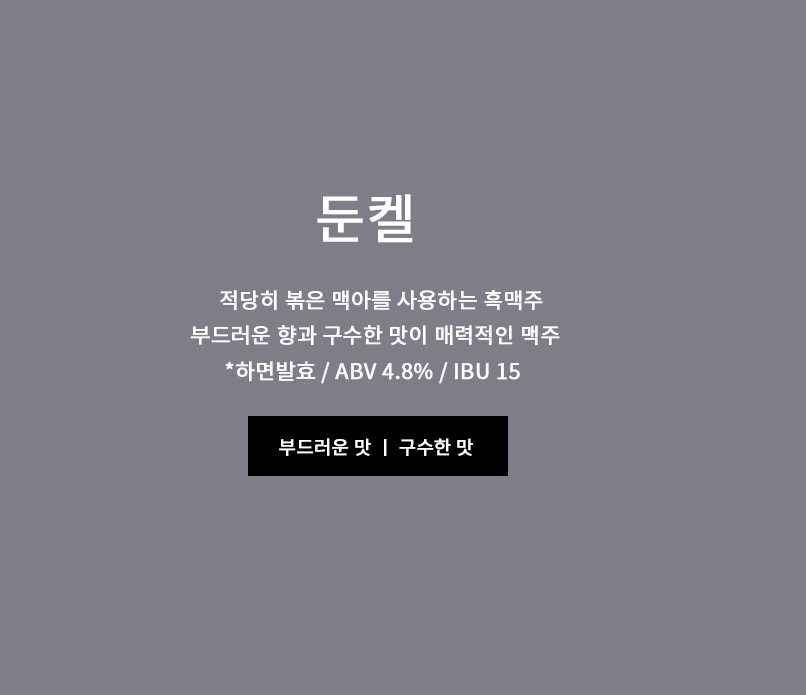 둔켈
적당히 볶은 맥아를 사용하는 흑맥주
부드러운 향과 구수한 맛이 매력적인 맥주
*하면발효 / ABV 4.8% / IBU 15
부드러운 맛 ㅣ 구수한 맛